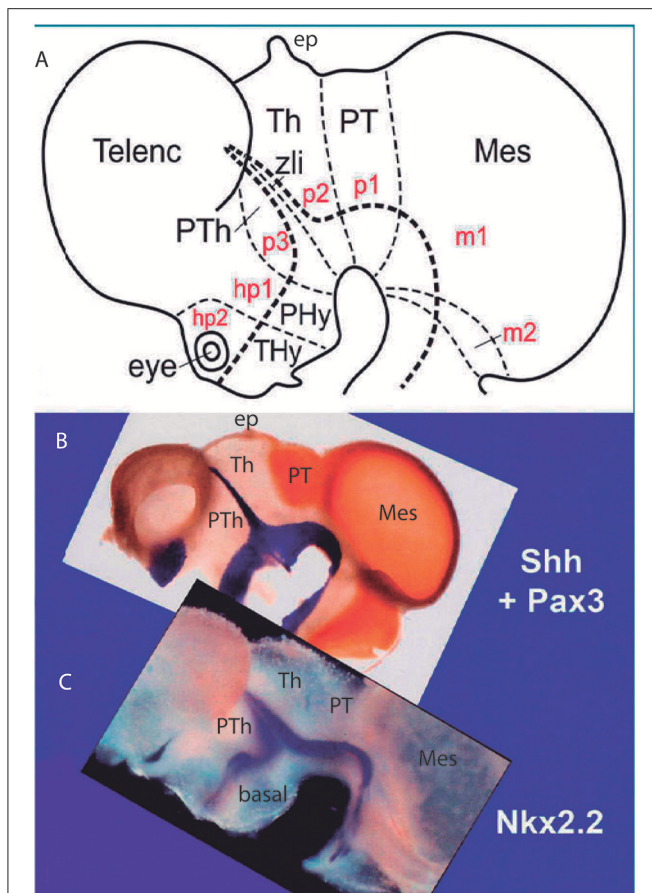 A
ep
Th
PT
Telenc
Mes
zli
p2
p1
PTh
p3
m1
hp1
hp2
PHy
m2
eye
THy
B
ep
Th
PT
PTh
Mes
Shh
+ Pax3
C
Th
PT
PTh
Mes
basal
Nkx2.2